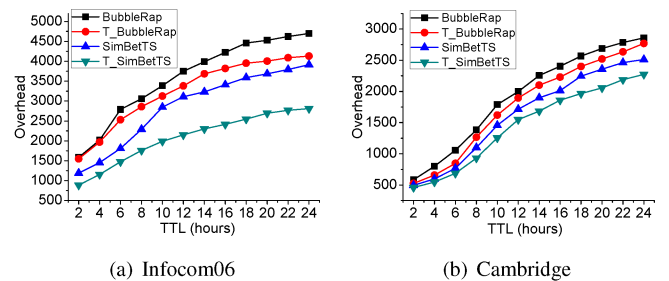 BubbleRap
T_BubbleRap
SimBetTS
T_SimBetTS
Overhead
6000
5500
5000
4500
4000
3500
3000
2500
2000
1500
1000
500
2 4 6 8 10 12 14 16 18 20 22 24
TTL (hours)
(a) Infocom06
BubbleRap
T_BubbleRap
SimBetTS
T_SimBetTS
Overhead
3000
2500
2000
1500
1000
500
2 4 6 8 10 12 14 16 18 20 22 24
TTL (hours)
(b) Cambridge